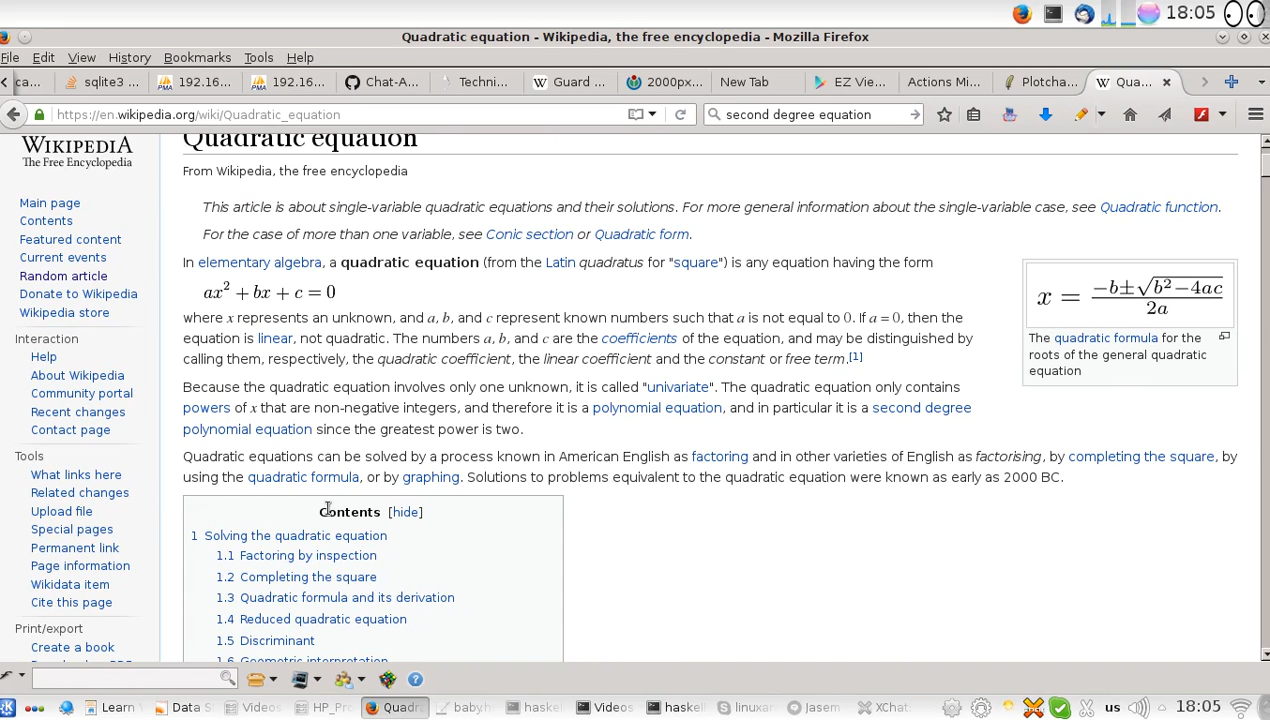 18:05
Quadratic equation - Wikipedia, the free encyclopedia - Mozilla Firefox
File Edit View History Bookmarks Tools Help
ca... sqlite3 ... 192.16... 192.16... Chat-A... Techni... Guard ... 2000px... New Tab EZ Vie... Actions Mi... Plotcha... Qua...
https://en.wikipedia.org/wiki/Quadratic_equation second degree equation
WIKIPEDIA
The Free Encyclopedia
Main page
Contents
Featured content
Current events
Random article
Donate to Wikipedia
Wikipedia store
Interaction
Help
About Wikipedia
Community portal
Recent changes
Contact page
Tools
What links here
Related changes
Upload file
Special pages
Permanent link
Page information
Wikidata item
Cite this page
Print/export
Create a book
Quadratic equation
From Wikipedia, the free encyclopedia
This article is about single-variable quadratic equations and their solutions. For more general information about the single-variable case, see Quadratic function.
For the case of more than one variable, see Conic section or Quadratic form.
In elementary algebra, a quadratic equation (from the Latin quadratus for "square") is any equation having the form
ax² + bx + c = 0
where x represents an unknown, and a, b, and c represent known numbers such that a is not equal to 0. If a = 0, then the
equation is linear, not quadratic. The numbers a, b, and c are the coefficients of the equation, and may be distinguished by
calling them, respectively, the quadratic coefficient, the linear coefficient and the constant or free term.[1]
Because the quadratic equation involves only one unknown, it is called "univariate". The quadratic equation only contains
powers of x that are non-negative integers, and therefore it is a polynomial equation, and in particular it is a second degree
polynomial equation since the greatest power is two.
Quadratic equations can be solved by a process known in American English as factoring and in other varieties of English as factorising, by completing the square, by
using the quadratic formula, or by graphing. Solutions to problems equivalent to the quadratic equation were known as early as 2000 BC.
x = (−b±√(b²−4ac))/2a
The quadratic formula for the
roots of the general quadratic
equation
Contents [hide]
1 Solving the quadratic equation
1.1 Factoring by inspection
1.2 Completing the square
1.3 Quadratic formula and its derivation
1.4 Reduced quadratic equation
1.5 Discriminant
1.6 Geometric interpretation
Learn Data S Videos HP_Pro Quadr baby.h haskel Videos haskel linuxar Jasem XChat us 18:05